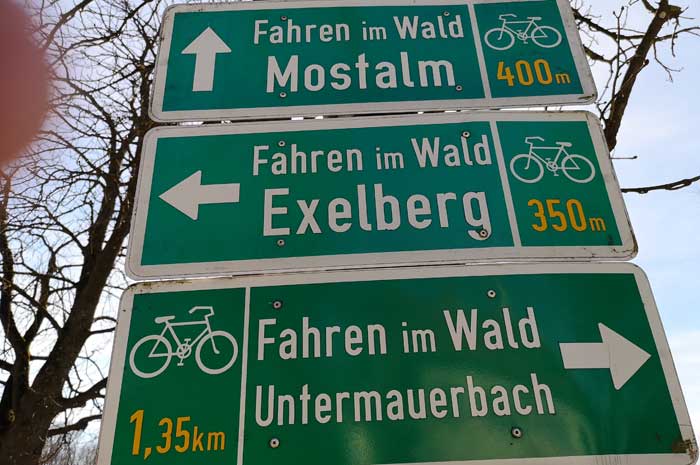 Fahren im Wald
Mostalm
400m
Fahren im Wald
Exelberg
350m
Fahren im Wald
Untermauerbach
1,35km